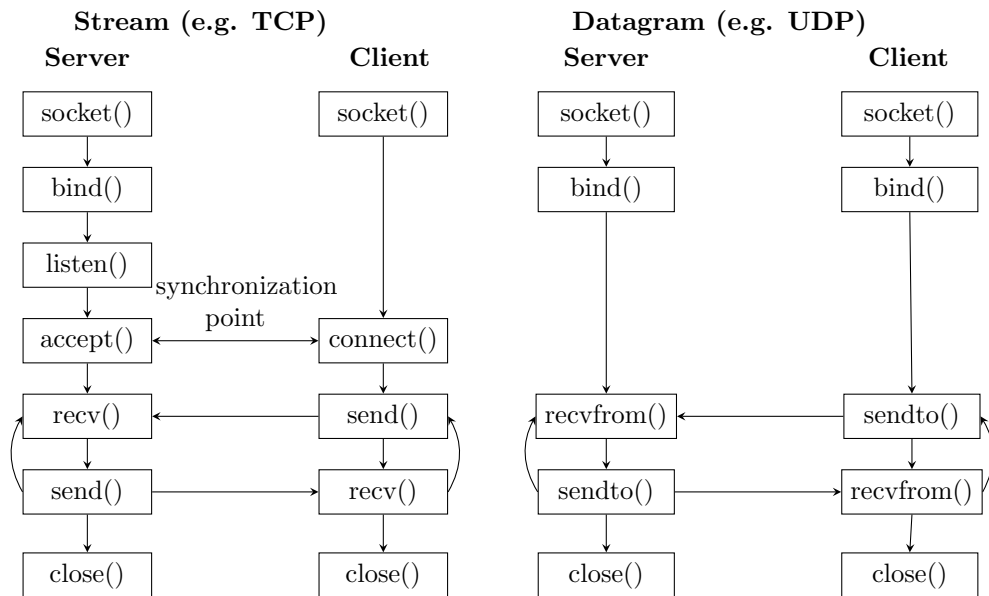 Stream (e.g. TCP)
Server
Client
socket()
socket()
bind()
listen()
synchronization
point
accept()
connect()
recv()
send()
send()
recv()
close()
close()
Datagram (e.g. UDP)
Server
Client
socket()
socket()
bind()
bind()
recvfrom()
sendto()
sendto()
recvfrom()
close()
close()